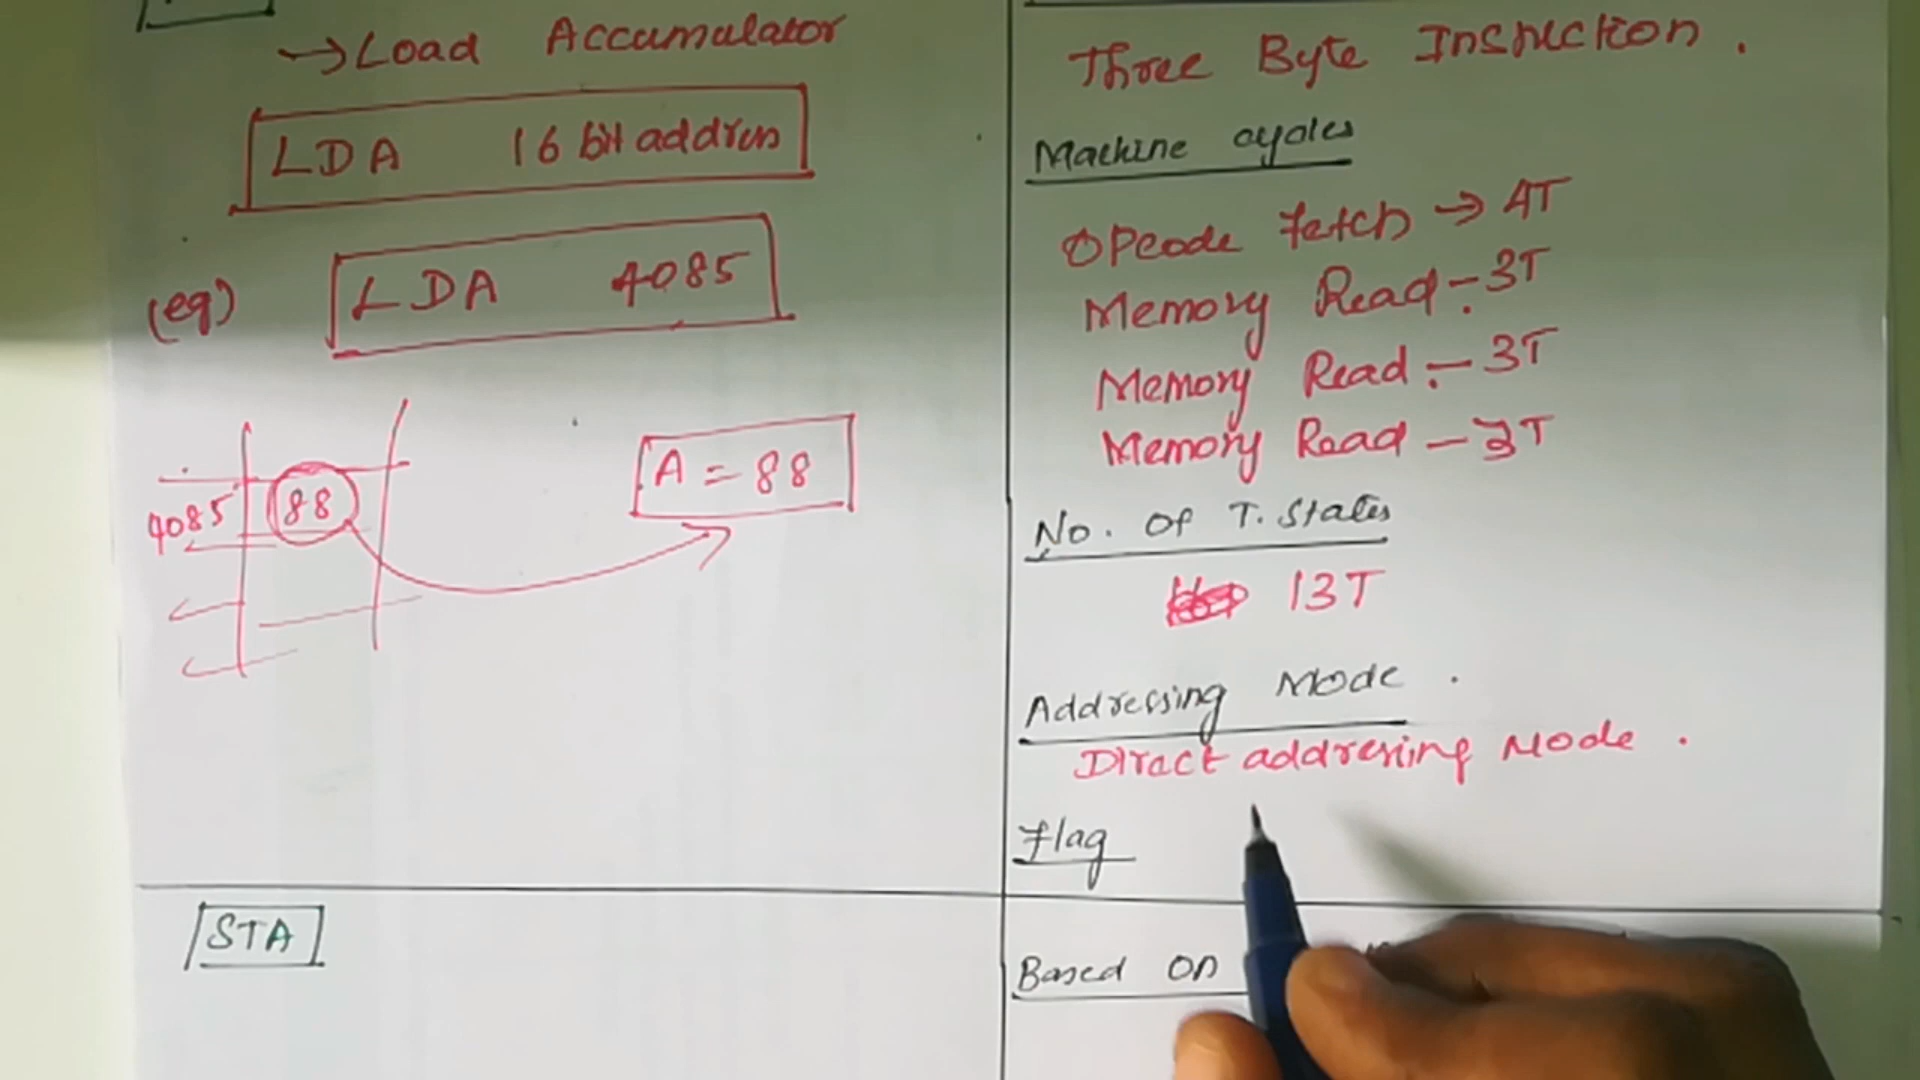 →Load Accumulator
LDA 16 bit address
(eg) LDA 4085
4085 88
A = 88
STA
Three Byte Instruction.
Machine cycles
Opcode fetch → 4T
Memory Read - 3T
Memory Read - 3T
Memory Read - 3T
No. Of T. States
13T
Addressing Mode.
Direct addressing Mode.
Flag
Based on